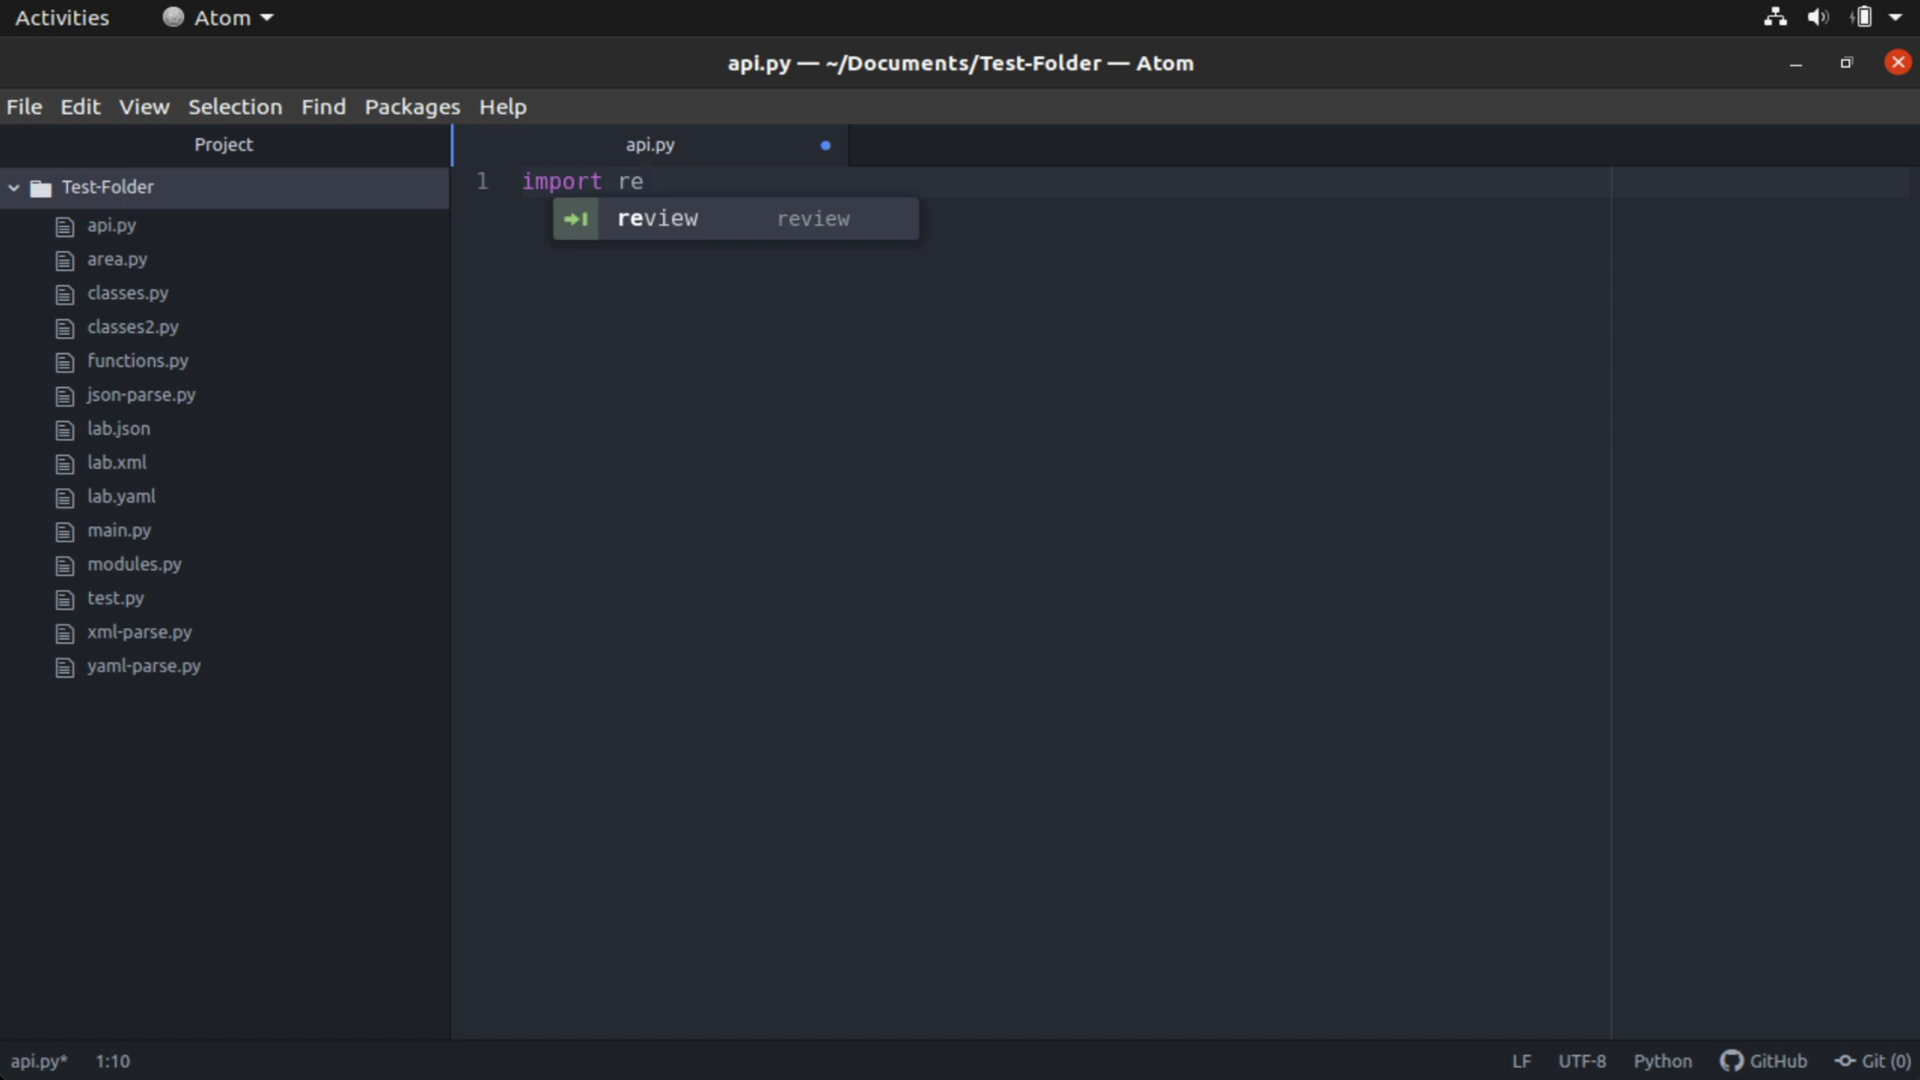 Activities Atom
api.py — ~/Documents/Test-Folder — Atom
File Edit View Selection Find Packages Help
Project
Test-Folder
api.py
area.py
classes.py
classes2.py
functions.py
json-parse.py
lab.json
lab.xml
lab.yaml
main.py
modules.py
test.py
xml-parse.py
yaml-parse.py
api.py
1 import re
review review
api.py* 1:10 LF UTF-8 Python GitHub Git (0)